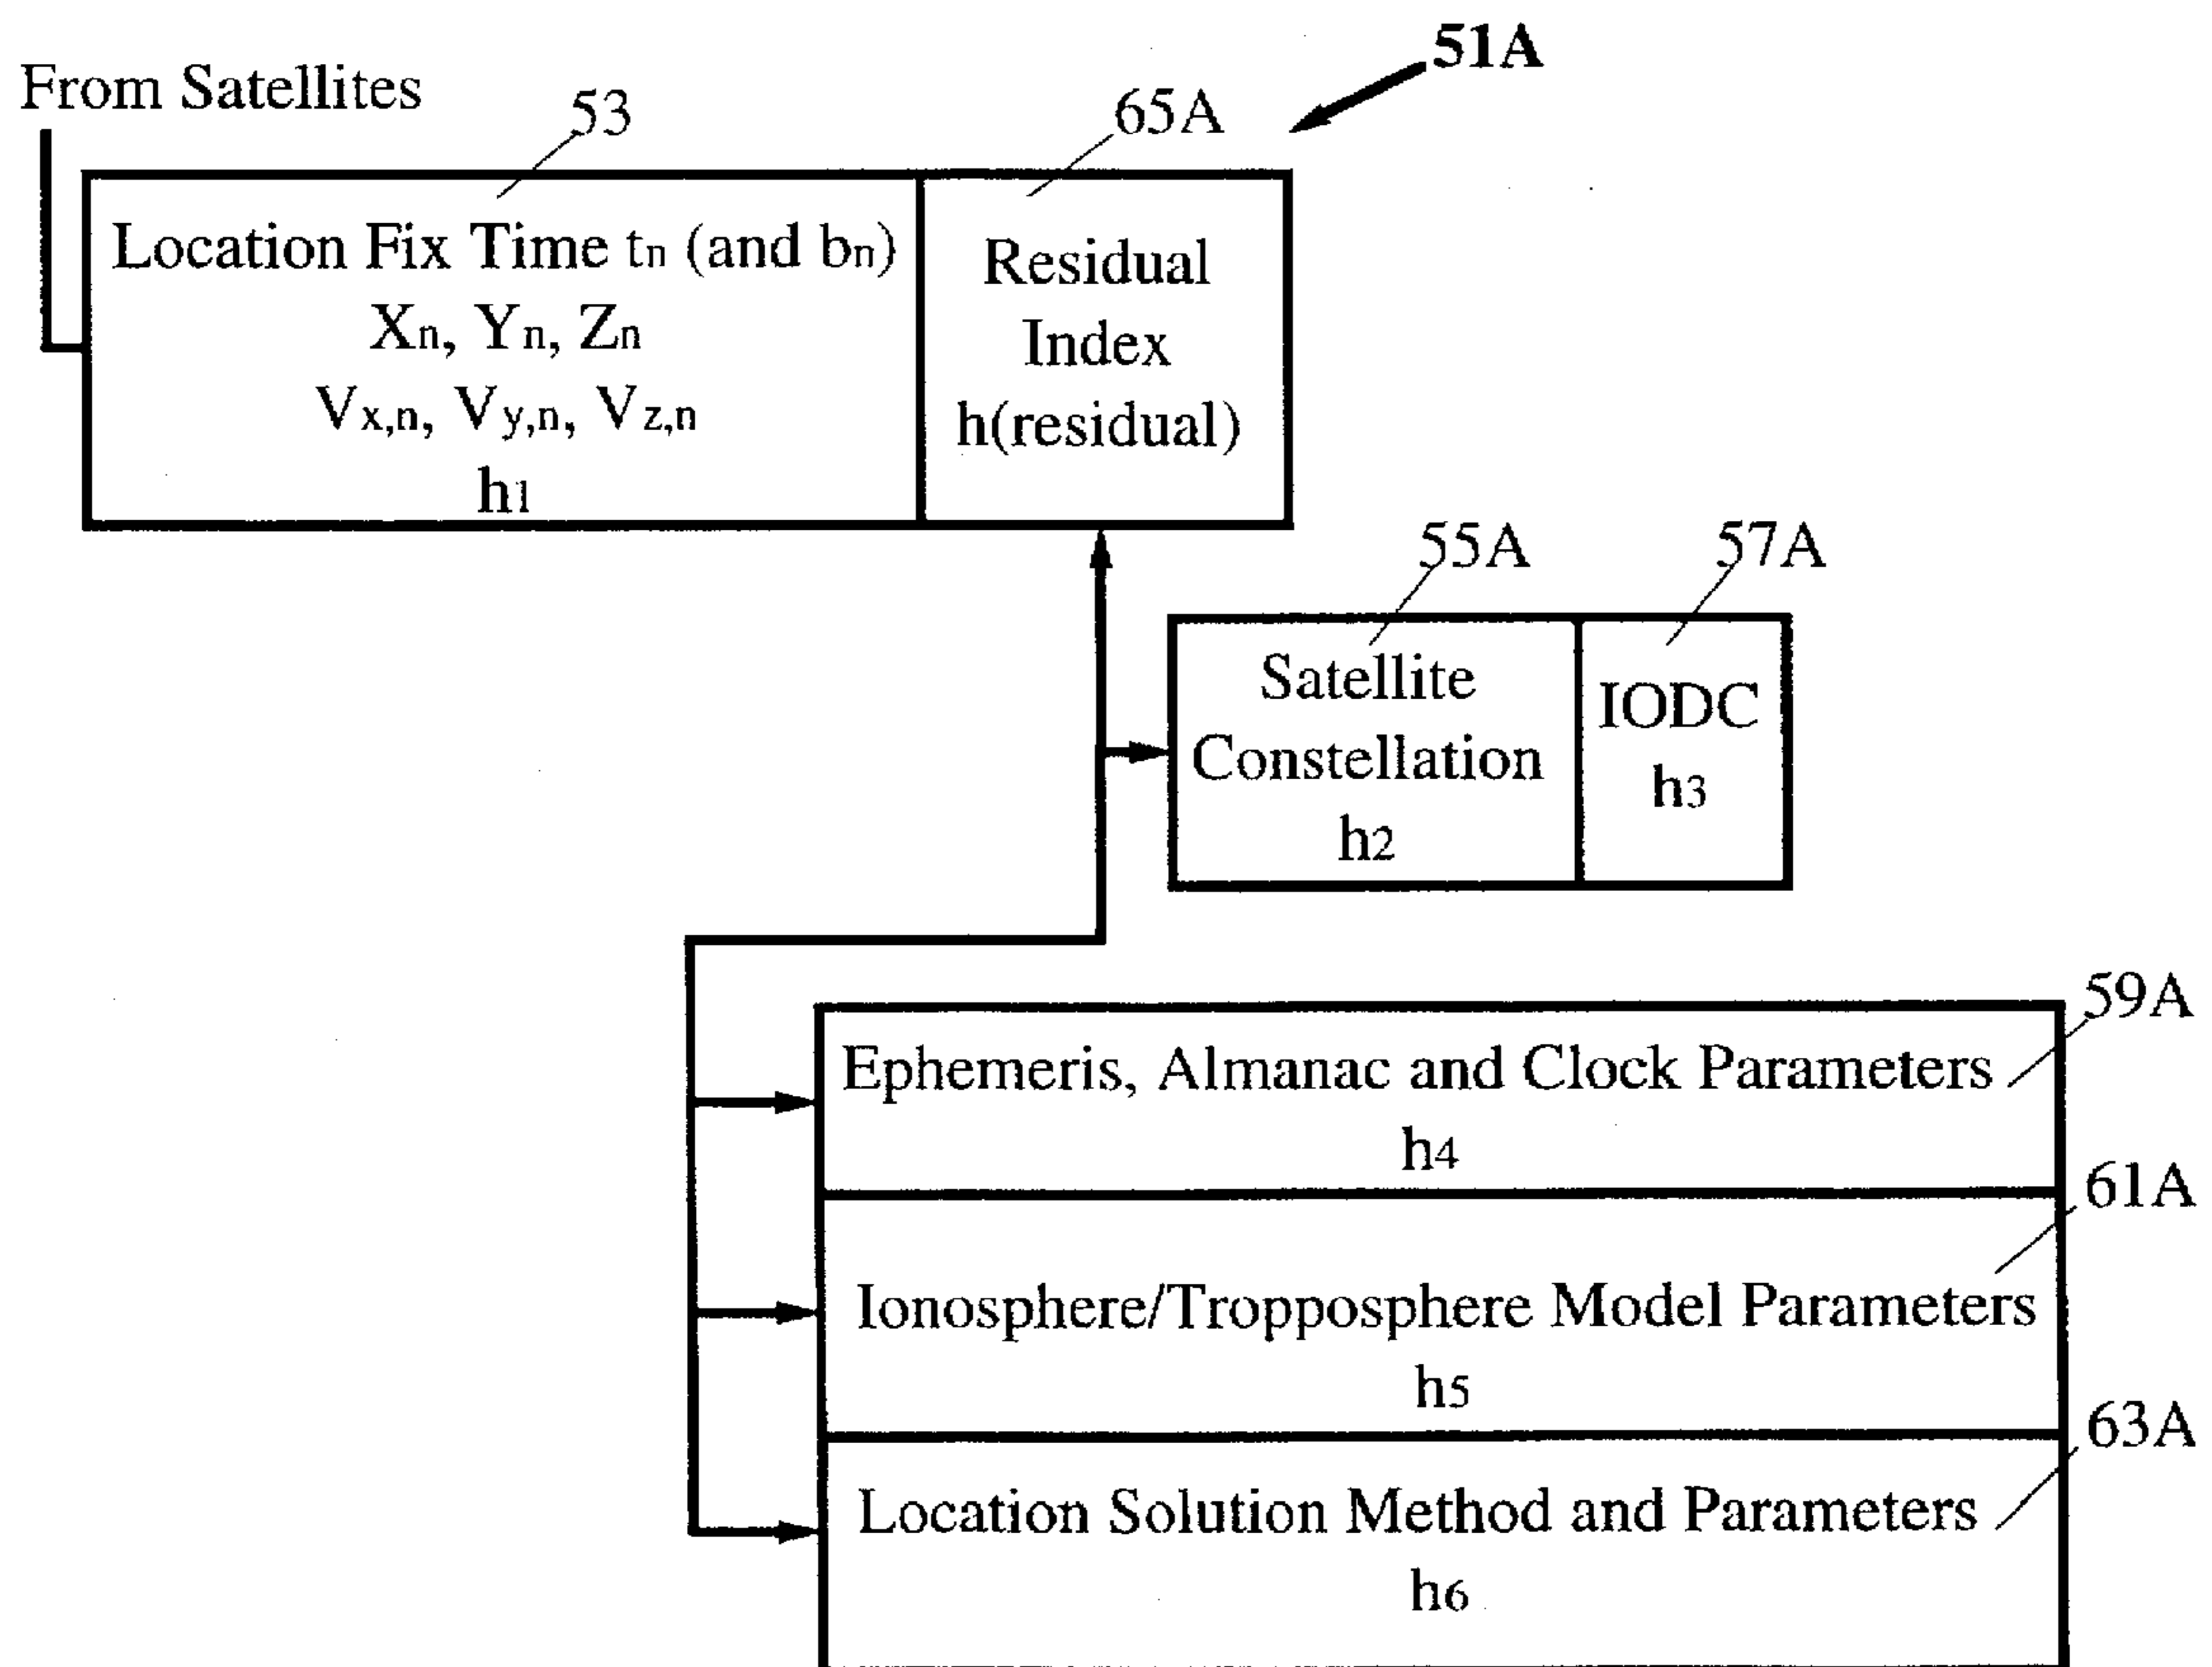 51A
From Satellites
53
65A
Location Fix Time tn (and bn)
Xn, Yn, Zn
Vx,n, Vy,n, Vz,n
h1
Residual
Index
h(residual)
55A
57A
Satellite
Constellation
h2
IODC
h3
59A
Ephemeris, Almanac and Clock Parameters
h4
61A
Ionosphere/Tropposphere Model Parameters
h5
63A
Location Solution Method and Parameters
h6